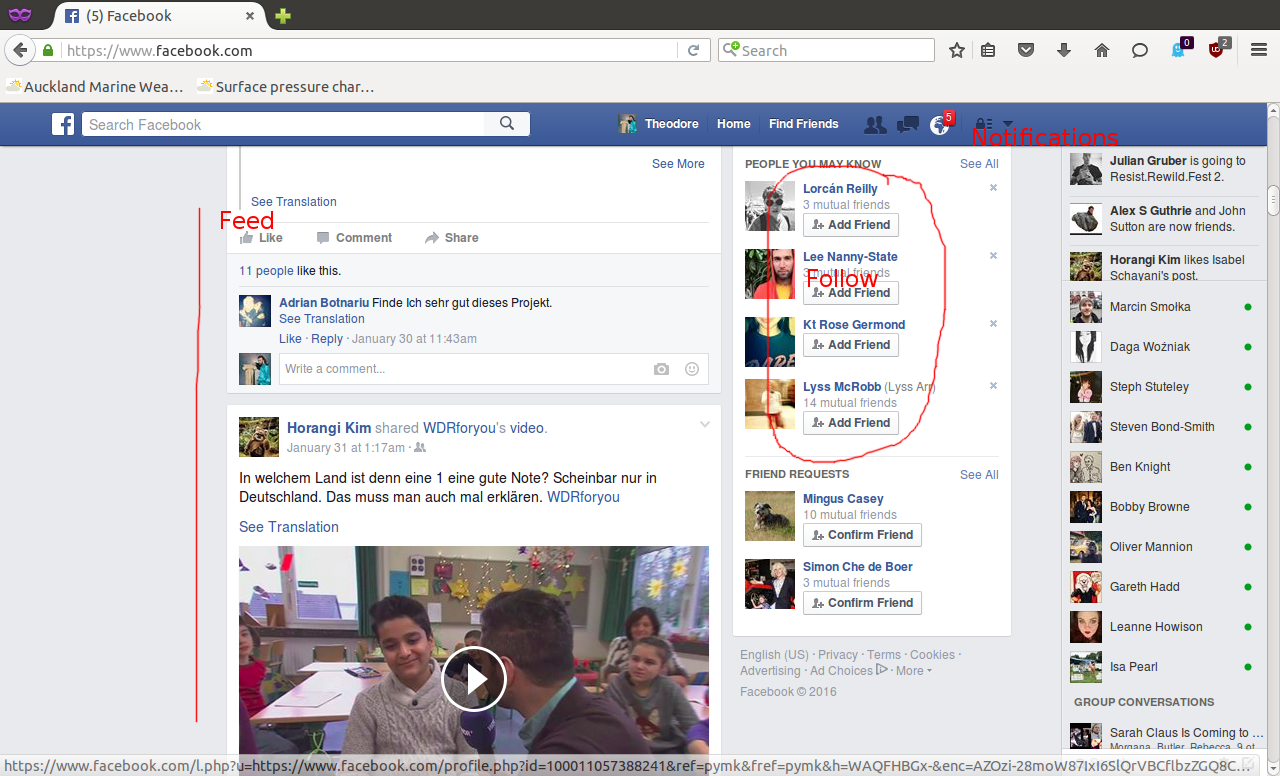 (5) Facebook
https://www.facebook.com
Search
0
2
Auckland Marine Wea…
Surface pressure char…
Search Facebook
Theodore
Home
Find Friends
5
Notifications
See More
See Translation
Feed
Like
Comment
Share
11 people like this.
Adrian Botnariu Finde Ich sehr gut dieses Projekt.
See Translation
Like · Reply · January 30 at 11:43am
Write a comment...
Horangi Kim shared WDRforyou's video.
January 31 at 1:17am ·
In welchem Land ist denn eine 1 eine gute Note? Scheinbar nur in
Deutschland. Das muss man auch mal erklären. WDRforyou
See Translation
PEOPLE YOU MAY KNOW
See All
Lorcán Reilly
3 mutual friends
Add Friend
Lee Nanny-State
3 mutual friends
Follow
Add Friend
Kt Rose Germond
Add Friend
Lyss McRobb (Lyss Arr)
14 mutual friends
Add Friend
FRIEND REQUESTS
See All
Mingus Casey
10 mutual friends
Confirm Friend
Simon Che de Boer
3 mutual friends
Confirm Friend
English (US) · Privacy · Terms · Cookies ·
Advertising · Ad Choices · More
Facebook © 2016
Julian Gruber is going to
Resist.Rewild.Fest 2.
Alex S Guthrie and John
Sutton are now friends.
Horangi Kim likes Isabel
Schayani's post.
Marcin Smołka
Daga Woźniak
Steph Stuteley
Steven Bond-Smith
Ben Knight
Bobby Browne
Oliver Mannion
Gareth Hadd
Leanne Howison
Isa Pearl
GROUP CONVERSATIONS
Sarah Claus Is Coming to …
Morgana, Butler, Rebecca, 9 ot
https://www.facebook.com/l.php?u=https://www.facebook.com/profile.php?id=100011057388241&ref=pymk&fref=pymk&h=WAQFHBGx-&enc=AZOzi-28moW87IxI6SlQrVBCflbzZGQ8C…